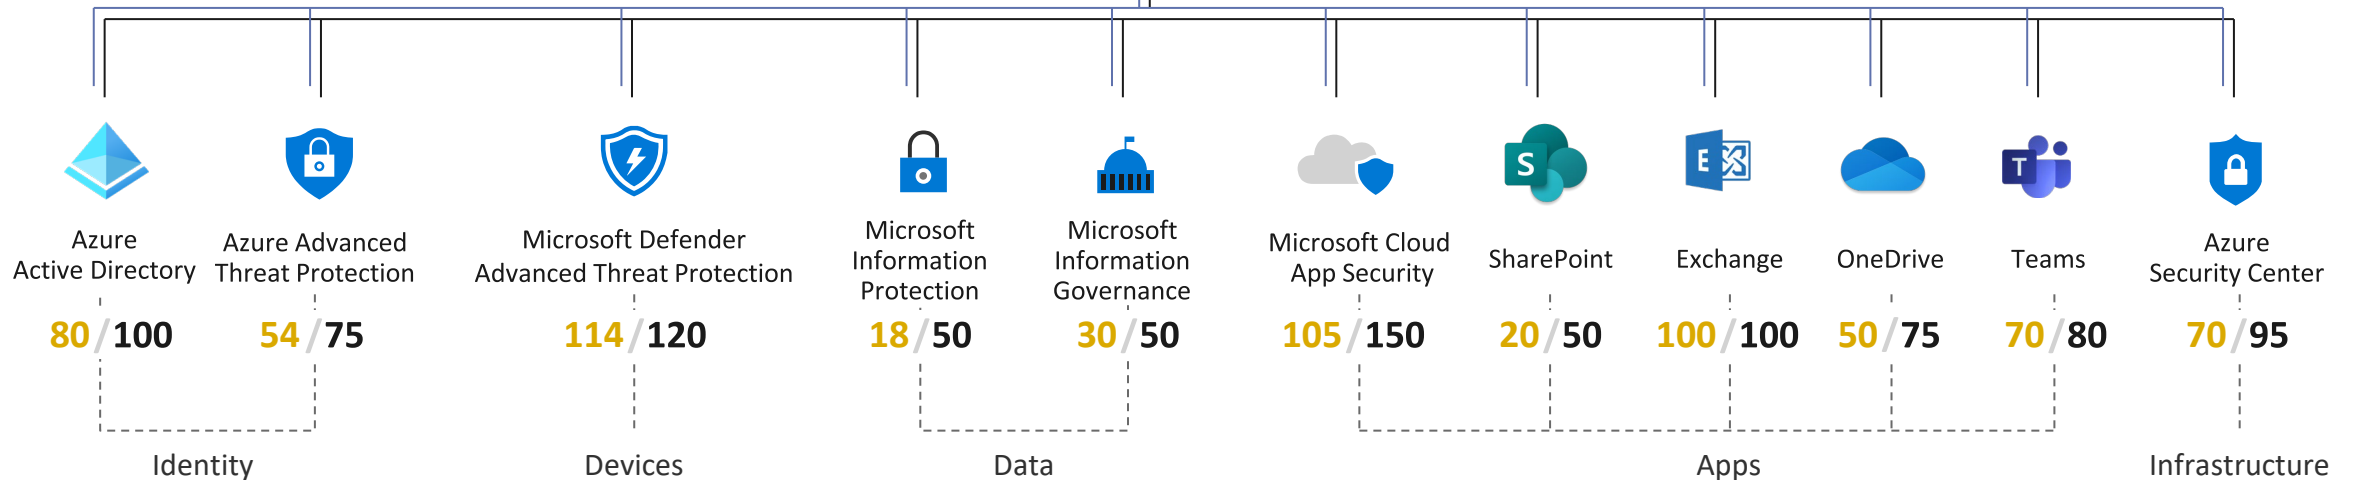 S
E
T
Azure
Active Directory
Azure Advanced
Threat Protection
Microsoft Defender
Advanced Threat Protection
Microsoft
Information
Protection
Microsoft
Information
Governance
Microsoft Cloud
App Security
SharePoint
Exchange
OneDrive
Teams
Azure
Security Center
80/100
54/75
114/120
18/50
30/50
105/150
20/50
100/100
50/75
70/80
70/95
Identity
Devices
Data
Apps
Infrastructure